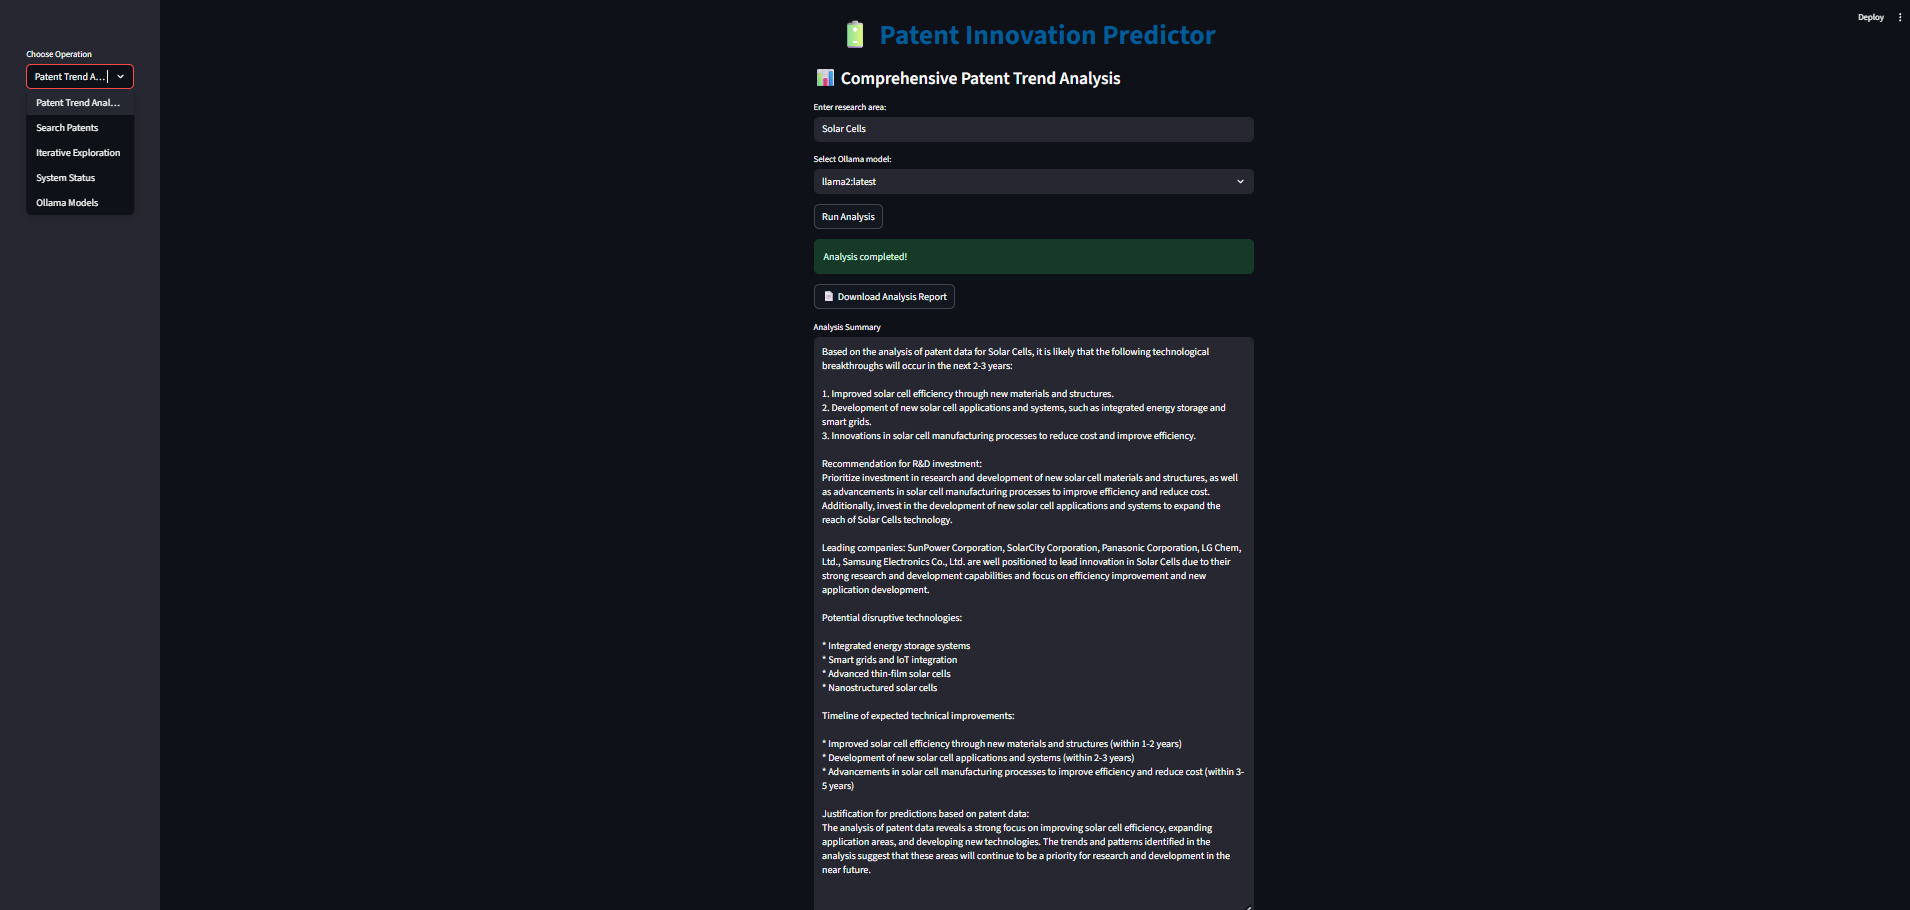 Deploy
Choose Operation
Patent Trend A...
Patent Trend Anal...
Search Patents
Iterative Exploration
System Status
Ollama Models
Patent Innovation Predictor
Comprehensive Patent Trend Analysis
Enter research area:
Solar Cells
Select Ollama model:
llama2:latest
Run Analysis
Analysis completed!
Download Analysis Report
Analysis Summary
Based on the analysis of patent data for Solar Cells, it is likely that the following technological
breakthroughs will occur in the next 2-3 years:
1. Improved solar cell efficiency through new materials and structures.
2. Development of new solar cell applications and systems, such as integrated energy storage and
smart grids.
3. Innovations in solar cell manufacturing processes to reduce cost and improve efficiency.
Recommendation for R&D investment:
Prioritize investment in research and development of new solar cell materials and structures, as well
as advancements in solar cell manufacturing processes to improve efficiency and reduce cost.
Additionally, invest in the development of new solar cell applications and systems to expand the
reach of Solar Cells technology.
Leading companies: SunPower Corporation, SolarCity Corporation, Panasonic Corporation, LG Chem,
Ltd., Samsung Electronics Co., Ltd. are well positioned to lead innovation in Solar Cells due to their
strong research and development capabilities and focus on efficiency improvement and new
application development.
Potential disruptive technologies:
* Integrated energy storage systems
* Smart grids and IoT integration
* Advanced thin-film solar cells
* Nanostructured solar cells
Timeline of expected technical improvements:
* Improved solar cell efficiency through new materials and structures (within 1-2 years)
* Development of new solar cell applications and systems (within 2-3 years)
* Advancements in solar cell manufacturing processes to improve efficiency and reduce cost (within 3-
5 years)
Justification for predictions based on patent data:
The analysis of patent data reveals a strong focus on improving solar cell efficiency, expanding
application areas, and developing new technologies. The trends and patterns identified in the
analysis suggest that these areas will continue to be a priority for research and development in the
near future.